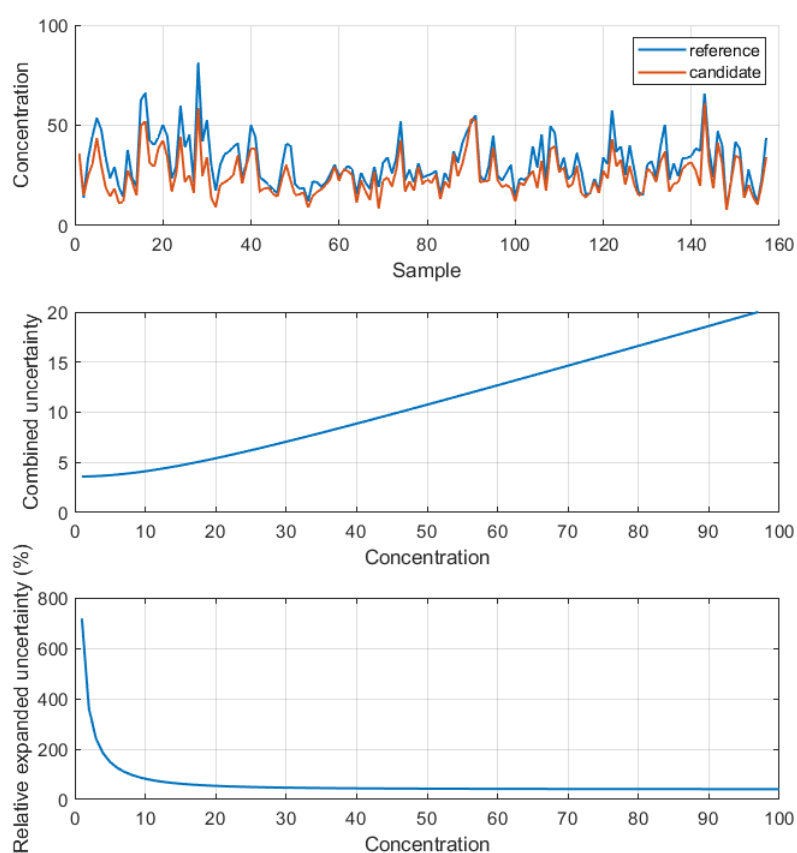 100
50
0
Concentration
reference
candidate
0 20 40 60 80 100 120 140 160
Sample
20
15
10
5
0
Combined uncertainty
0 10 20 30 40 50 60 70 80 90 100
Concentration
800
600
400
200
0
Relative expanded uncertainty (%)
0 10 20 30 40 50 60 70 80 90 100
Concentration